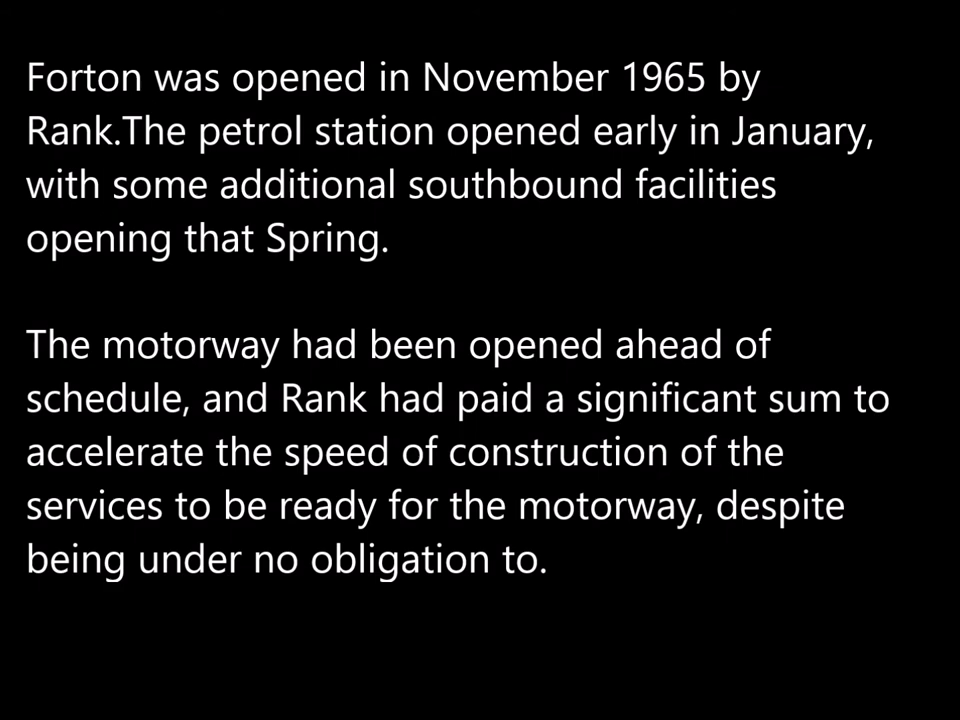 Forton was opened in November 1965 by
Rank.The petrol station opened early in January,
with some additional southbound facilities
opening that Spring.
The motorway had been opened ahead of
schedule, and Rank had paid a significant sum to
accelerate the speed of construction of the
services to be ready for the motorway, despite
being under no obligation to.